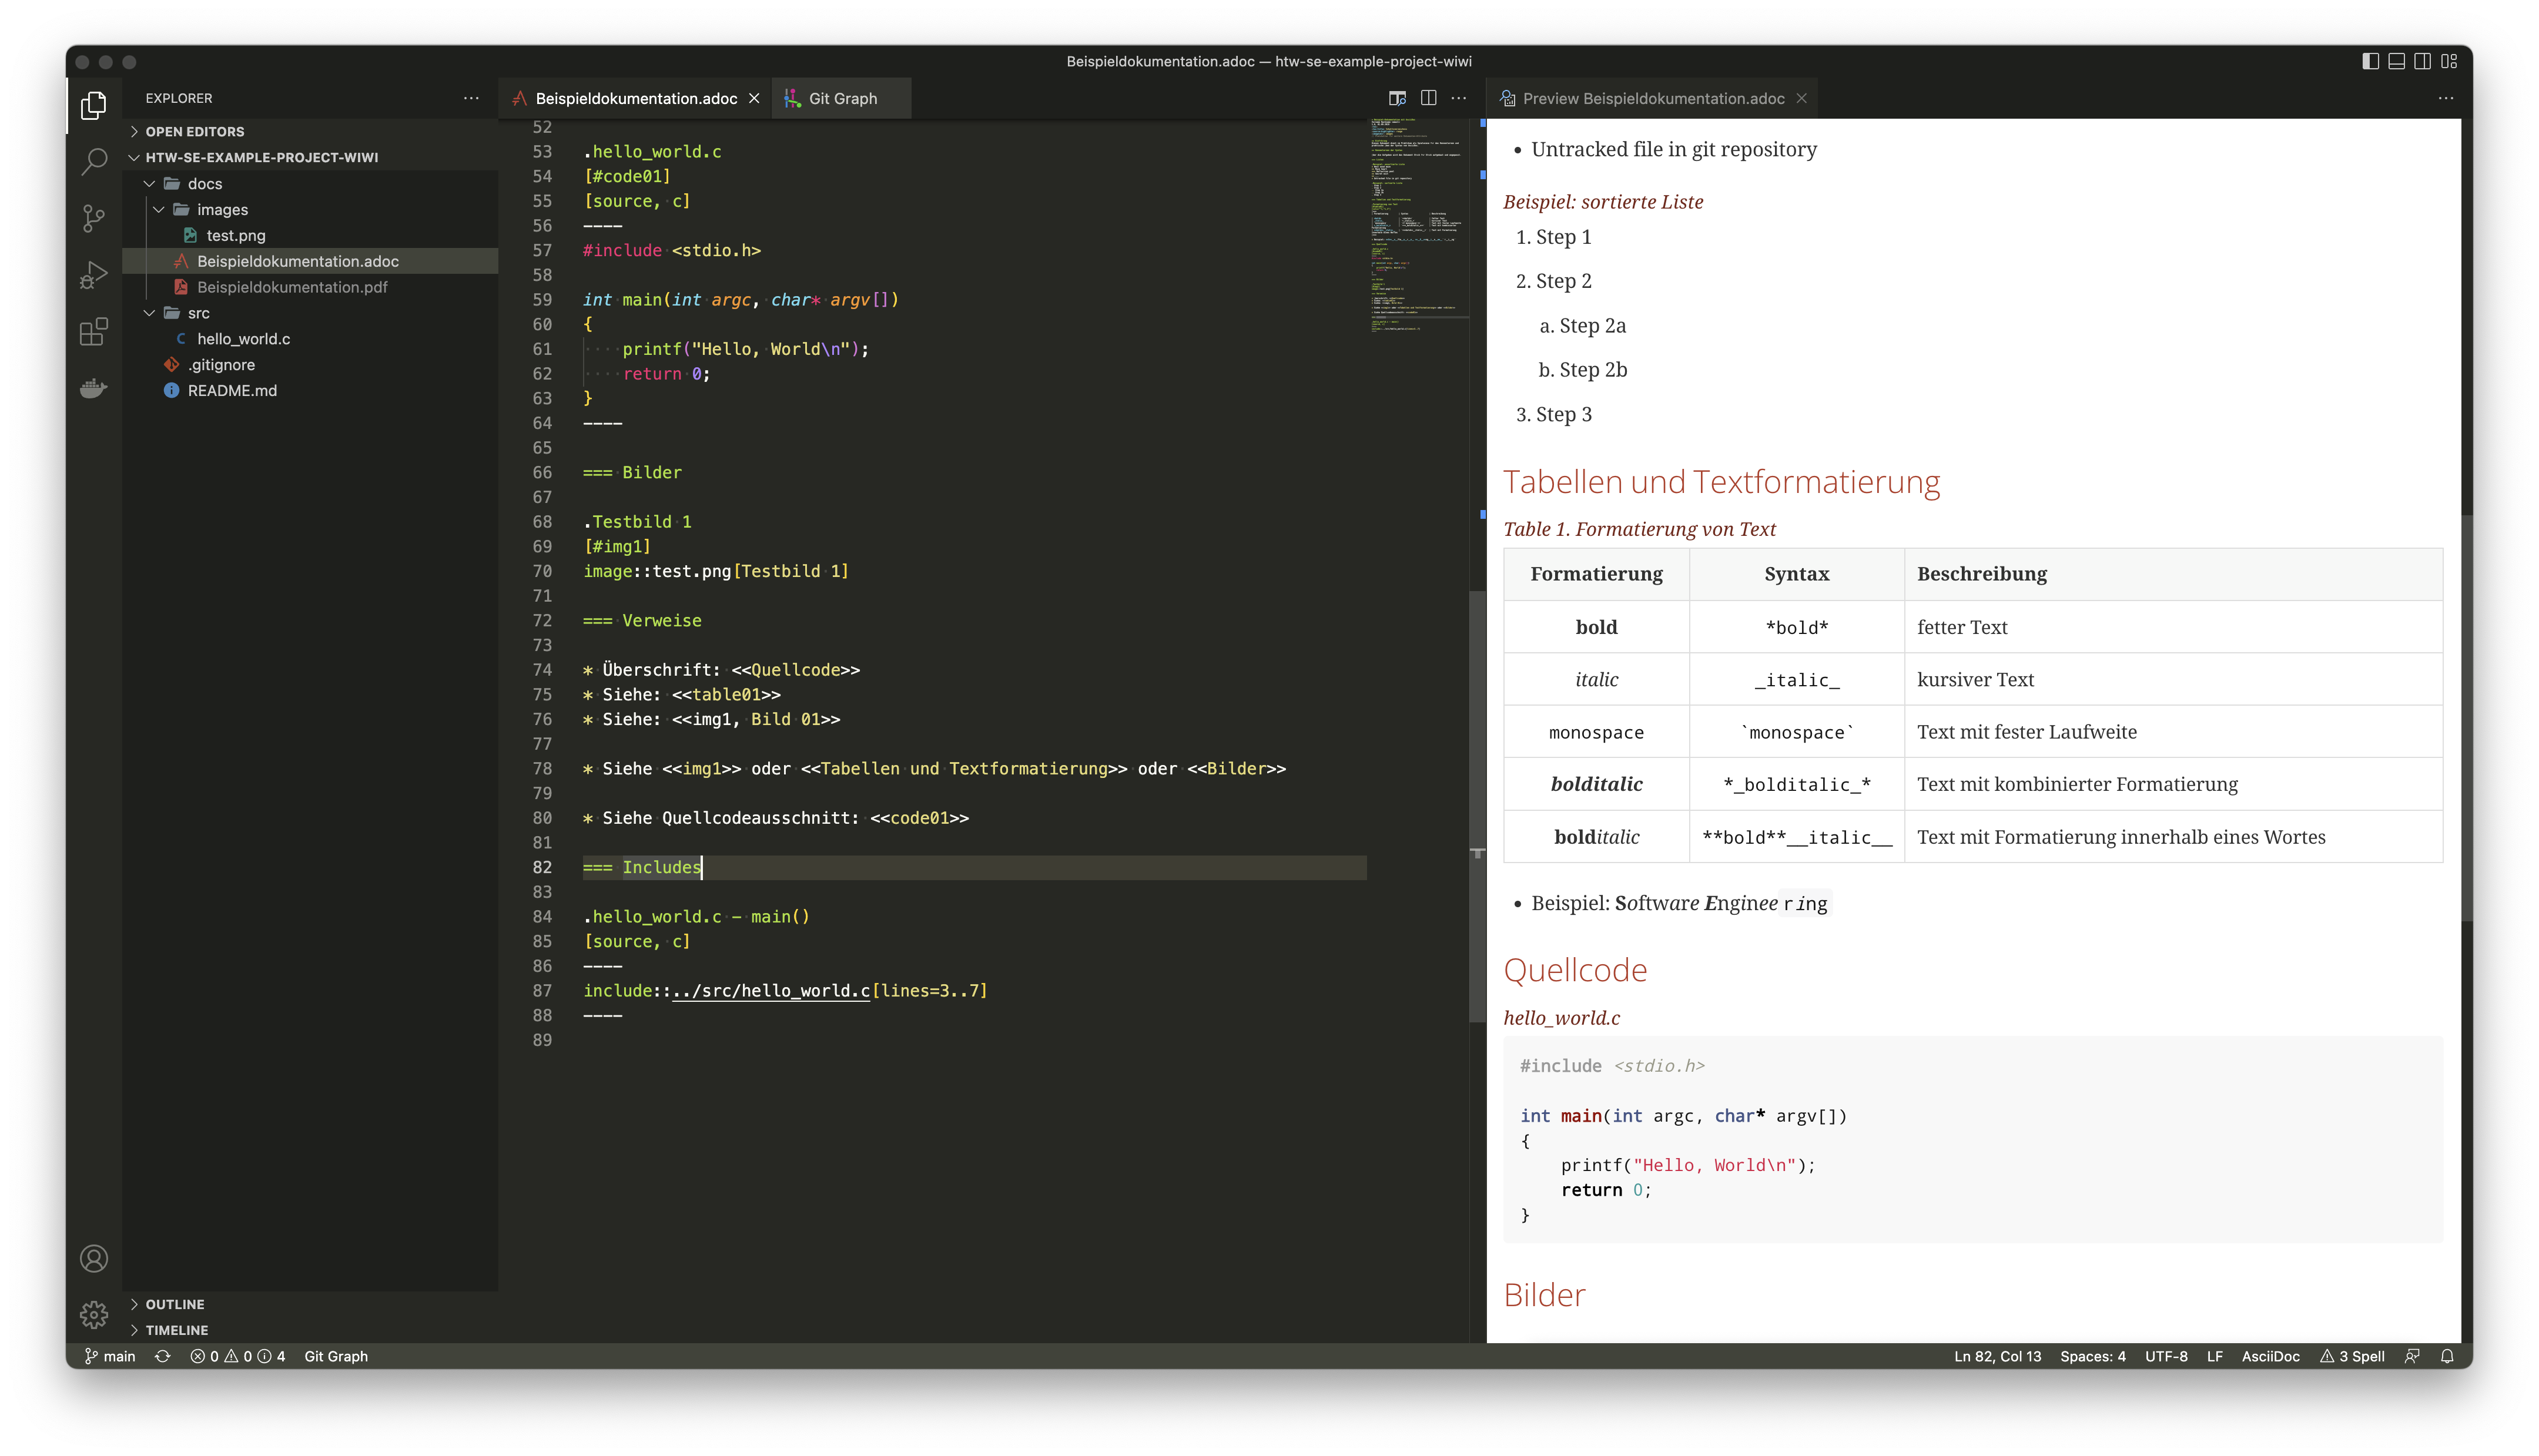 Beispieldokumentation.adoc — htw-se-example-project-wiwi
EXPLORER
OPEN EDITORS
HTW-SE-EXAMPLE-PROJECT-WIWI
docs
images
test.png
Beispieldokumentation.adoc
Beispieldokumentation.pdf
src
hello_world.c
.gitignore
README.md
OUTLINE
TIMELINE
Beispieldokumentation.adoc
Git Graph
52
53 .hello_world.c
54 [#code01]
55 [source, c]
56 ----
57 #include <stdio.h>
58
59 int main(int argc, char* argv[])
60 {
61 printf("Hello, World\n");
62 return 0;
63 }
64 ----
65
66 === Bilder
67
68 .Testbild 1
69 [#img1]
70 image::test.png[Testbild 1]
71
72 === Verweise
73
74 * Überschrift: <<Quellcode>>
75 * Siehe: <<table01>>
76 * Siehe: <<img1, Bild 01>>
77
78 * Siehe <<img1>> oder <<Tabellen und Textformatierung>> oder <<Bilder>>
79
80 * Siehe Quellcodeausschnitt: <<code01>>
81
82 === Includes
83
84 .hello_world.c - main()
85 [source, c]
86 ----
87 include::../src/hello_world.c[lines=3..7]
88 ----
89
Preview Beispieldokumentation.adoc
• Untracked file in git repository
Beispiel: sortierte Liste
1. Step 1
2. Step 2
a. Step 2a
b. Step 2b
3. Step 3
Tabellen und Textformatierung
Table 1. Formatierung von Text
Formatierung Syntax Beschreibung
bold *bold* fetter Text
italic _italic_ kursiver Text
monospace `monospace` Text mit fester Laufweite
bolditalic *_bolditalic_* Text mit kombinierter Formatierung
bolditalic **bold**__italic__ Text mit Formatierung innerhalb eines Wortes
• Beispiel: Software Engineering
Quellcode
hello_world.c
#include <stdio.h>
int main(int argc, char* argv[])
{
printf("Hello, World\n");
return 0;
}
Bilder
main 0 0 4 Git Graph
Ln 82, Col 13 Spaces: 4 UTF-8 LF AsciiDoc 3 Spell